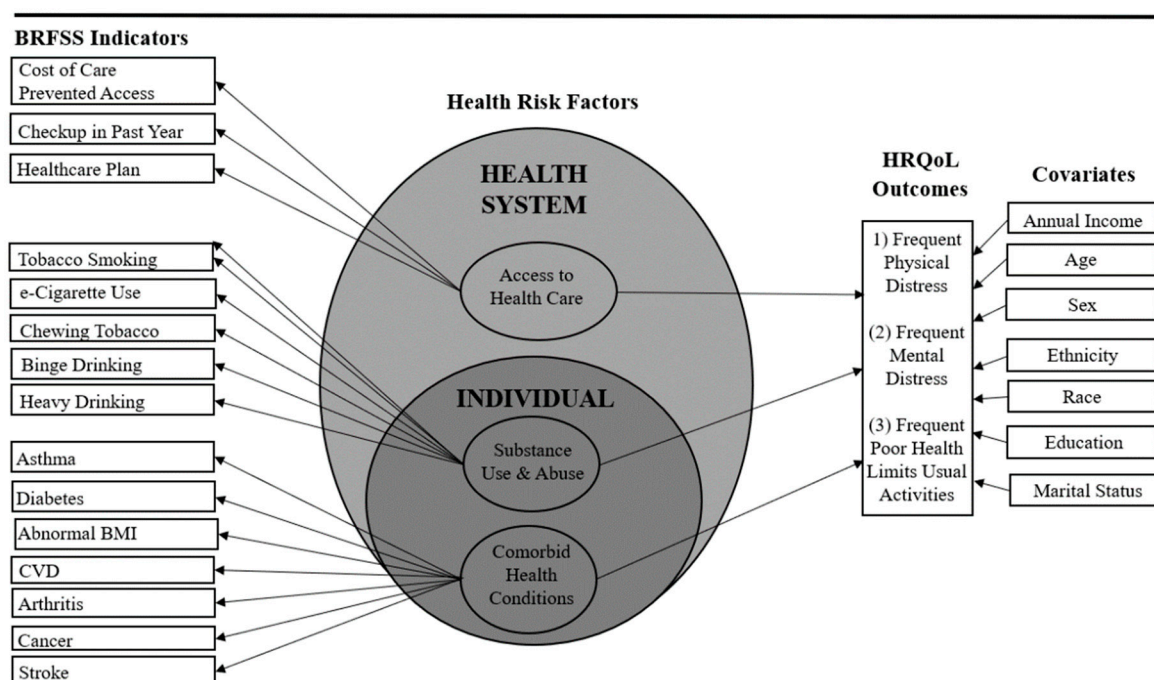 BRFSS Indicators
Cost of Care
Prevented Access
Checkup in Past Year
Healthcare Plan
Tobacco Smoking
e-Cigarette Use
Chewing Tobacco
Binge Drinking
Heavy Drinking
Asthma
Diabetes
Abnormal BMI
CVD
Arthritis
Cancer
Stroke
Health Risk Factors
HEALTH
SYSTEM
Access to
Health Care
INDIVIDUAL
Substance
Use & Abuse
Comorbid
Health
Conditions
HRQoL
Outcomes
1) Frequent
Physical
Distress
(2) Frequent
Mental
Distress
(3) Frequent
Poor Health
Limits Usual
Activities
Covariates
Annual Income
Age
Sex
Ethnicity
Race
Education
Marital Status